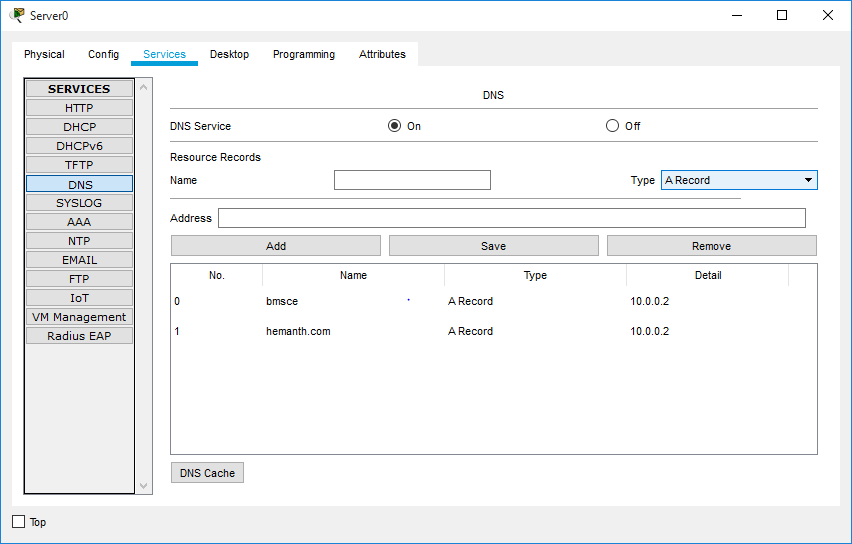 Server0
Physical Config Services Desktop Programming Attributes
SERVICES
HTTP
DHCP
DHCPv6
TFTP
DNS
SYSLOG
AAA
NTP
EMAIL
FTP
IoT
VM Management
Radius EAP
DNS
DNS Service On Off
Resource Records
Name Type A Record
Address
Add Save Remove
No. Name Type Detail
0 bmsce A Record 10.0.0.2
1 hemanth.com A Record 10.0.0.2
DNS Cache
Top